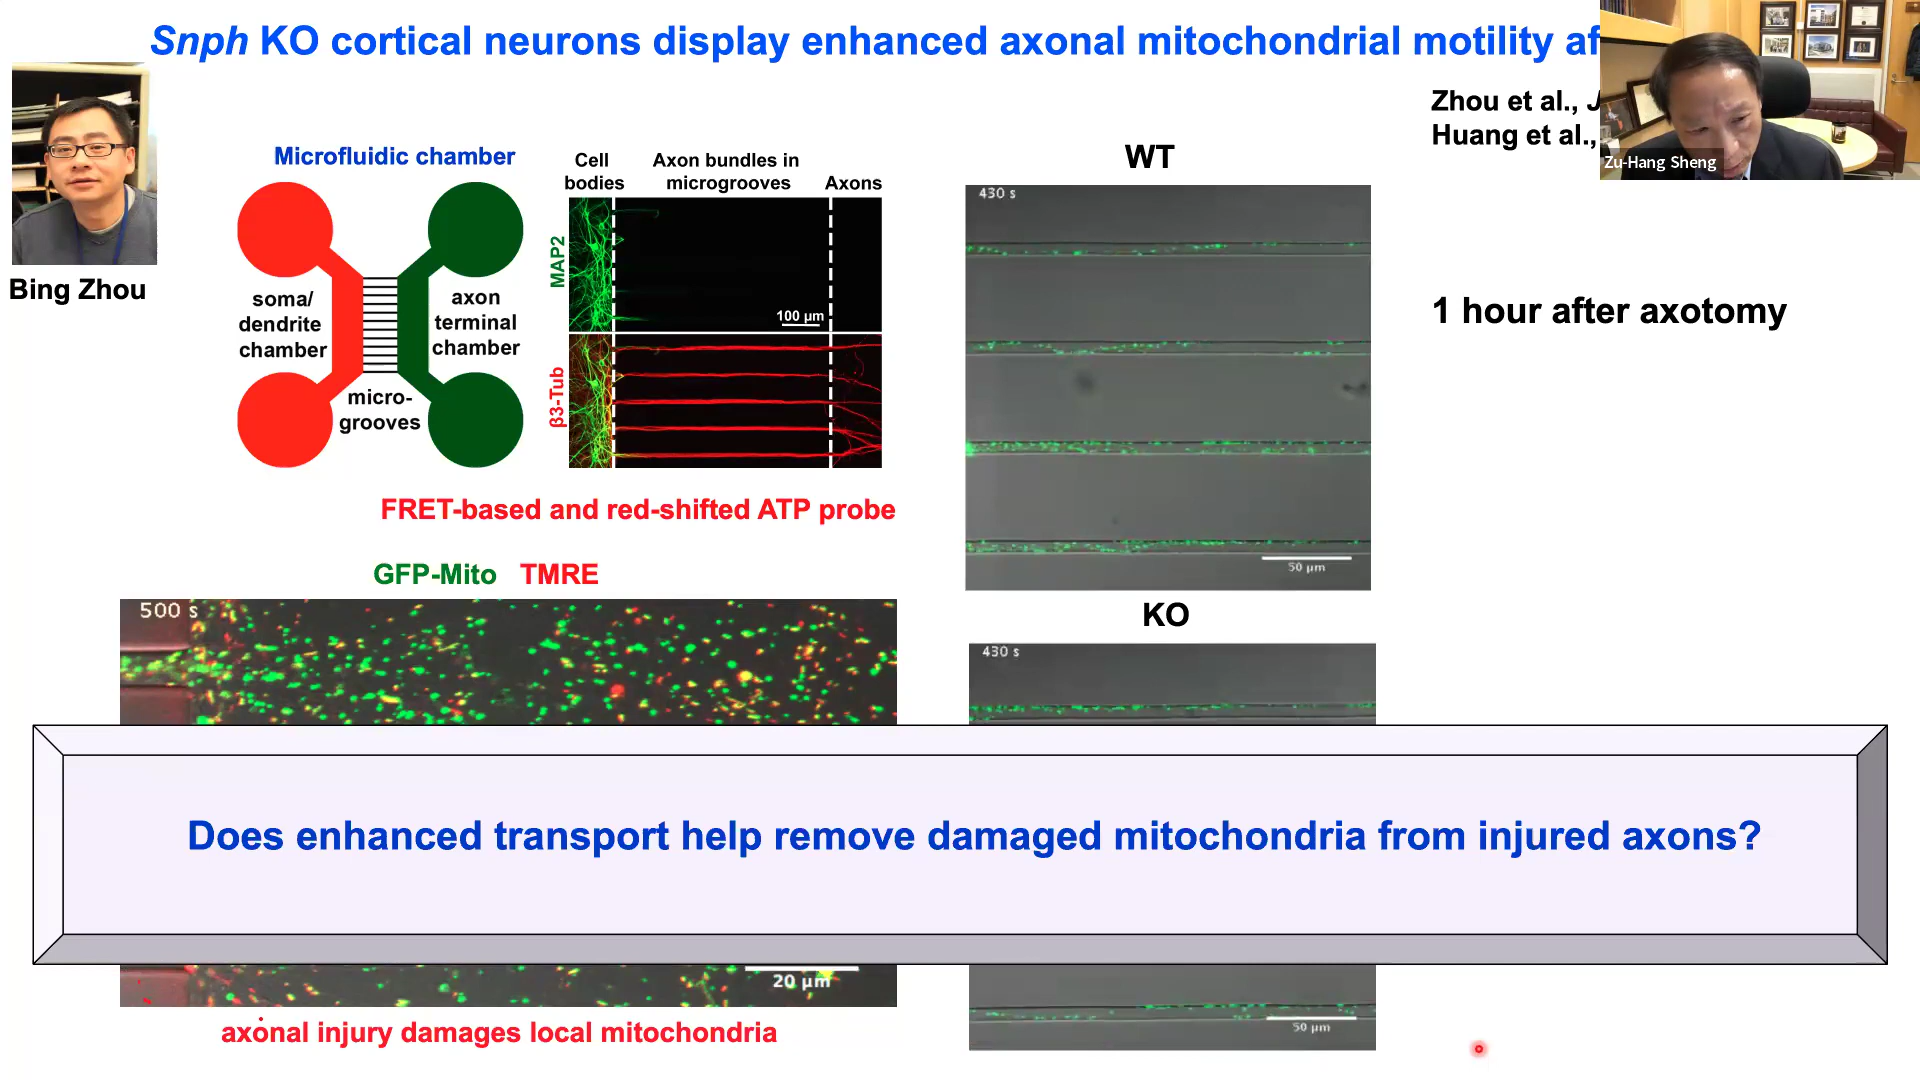 Snph KO cortical neurons display enhanced axonal mitochondrial motility
Zhou et al.,
Huang et al.,
Zu-Hang Sheng
Bing Zhou
Microfluidic chamber
soma/
dendrite
chamber
axon
terminal
chamber
micro-
grooves
Cell
bodies
Axon bundles in
microgrooves
Axons
MAP2
100 µm
β3-Tub
FRET-based and red-shifted ATP probe
GFP-Mito TMRE
500 s
20 µm
axonal injury damages local mitochondria
WT
430 s
50 µm
1 hour after axotomy
KO
430 s
50 µm
Does enhanced transport help remove damaged mitochondria from injured axons?